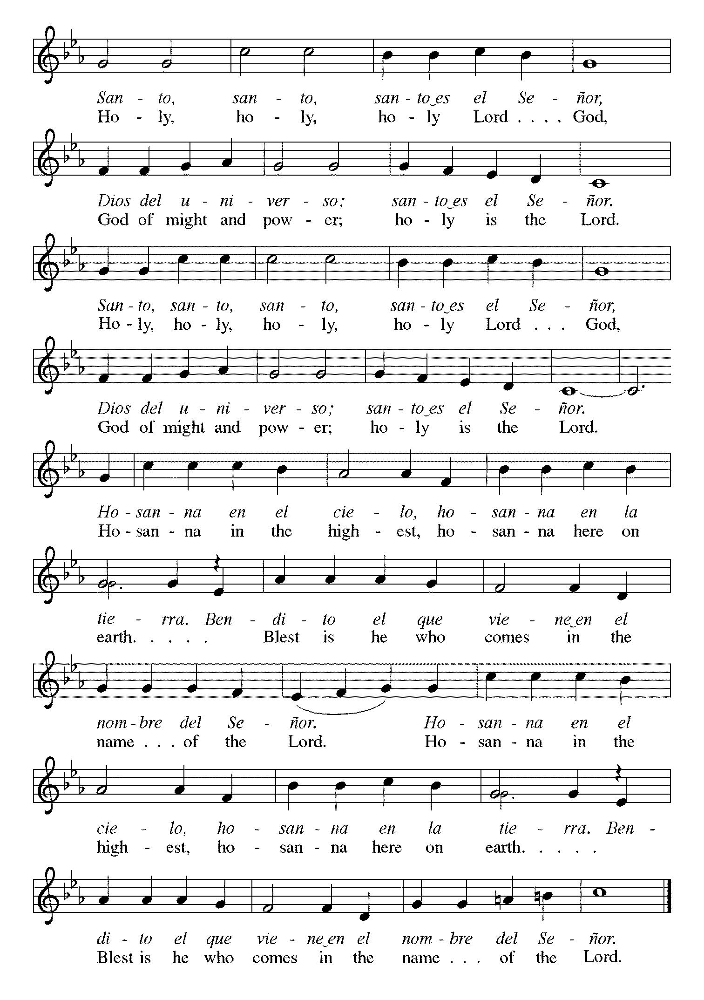 San - to, san - to, san - to‿es el Se - ñor,
Ho - ly, ho - ly, ho - ly Lord . . . . God,
Dios del u - ni - ver - so; san - to‿es el Se - ñor.
God of might and pow - er; ho - ly is the Lord.
San - to, san - to, san - to, san - to‿es el Se - ñor,
Ho - ly, ho - ly, ho - ly, ho - ly Lord . . . God,
Dios del u - ni - ver - so; san - to‿es el Se - ñor.
God of might and pow - er; ho - ly is the Lord.
Ho - san - na en el cie - lo, ho - san - na en la
Ho - san - na in the high - est, ho - san - na here on
tie - rra. Ben - di - to el que vie - ne‿en el
earth. . . . . Blest is he who comes in the
nom - bre del Se - ñor. Ho - san - na en el
name . . . of the Lord. Ho - san - na in the
cie - lo, ho - san - na en la tie - rra. Ben -
high - est, ho - san - na here on earth. . . . .
di - to el que vie - ne‿en el nom - bre del Se - ñor.
Blest is he who comes in the name . . . of the Lord.